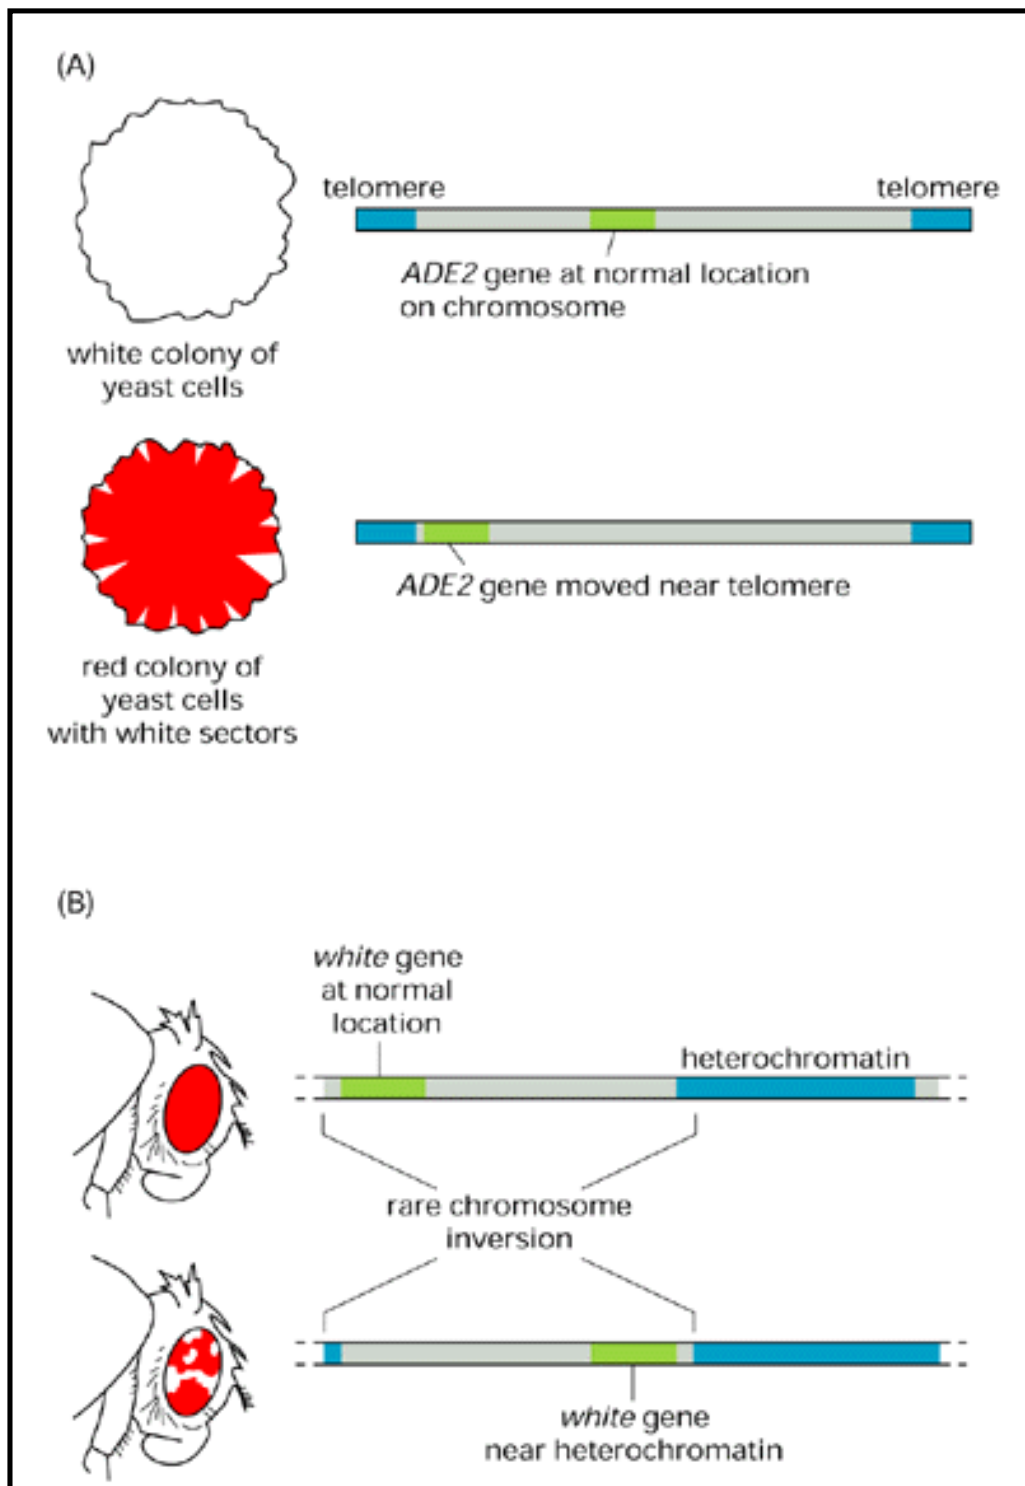 (A)
telomere
telomere
ADE2 gene at normal location
on chromosome
white colony of
yeast cells
ADE2 gene moved near telomere
red colony of
yeast cells
with white sectors
(B)
white gene
at normal
location
heterochromatin
rare chromosome
inversion
white gene
near heterochromatin